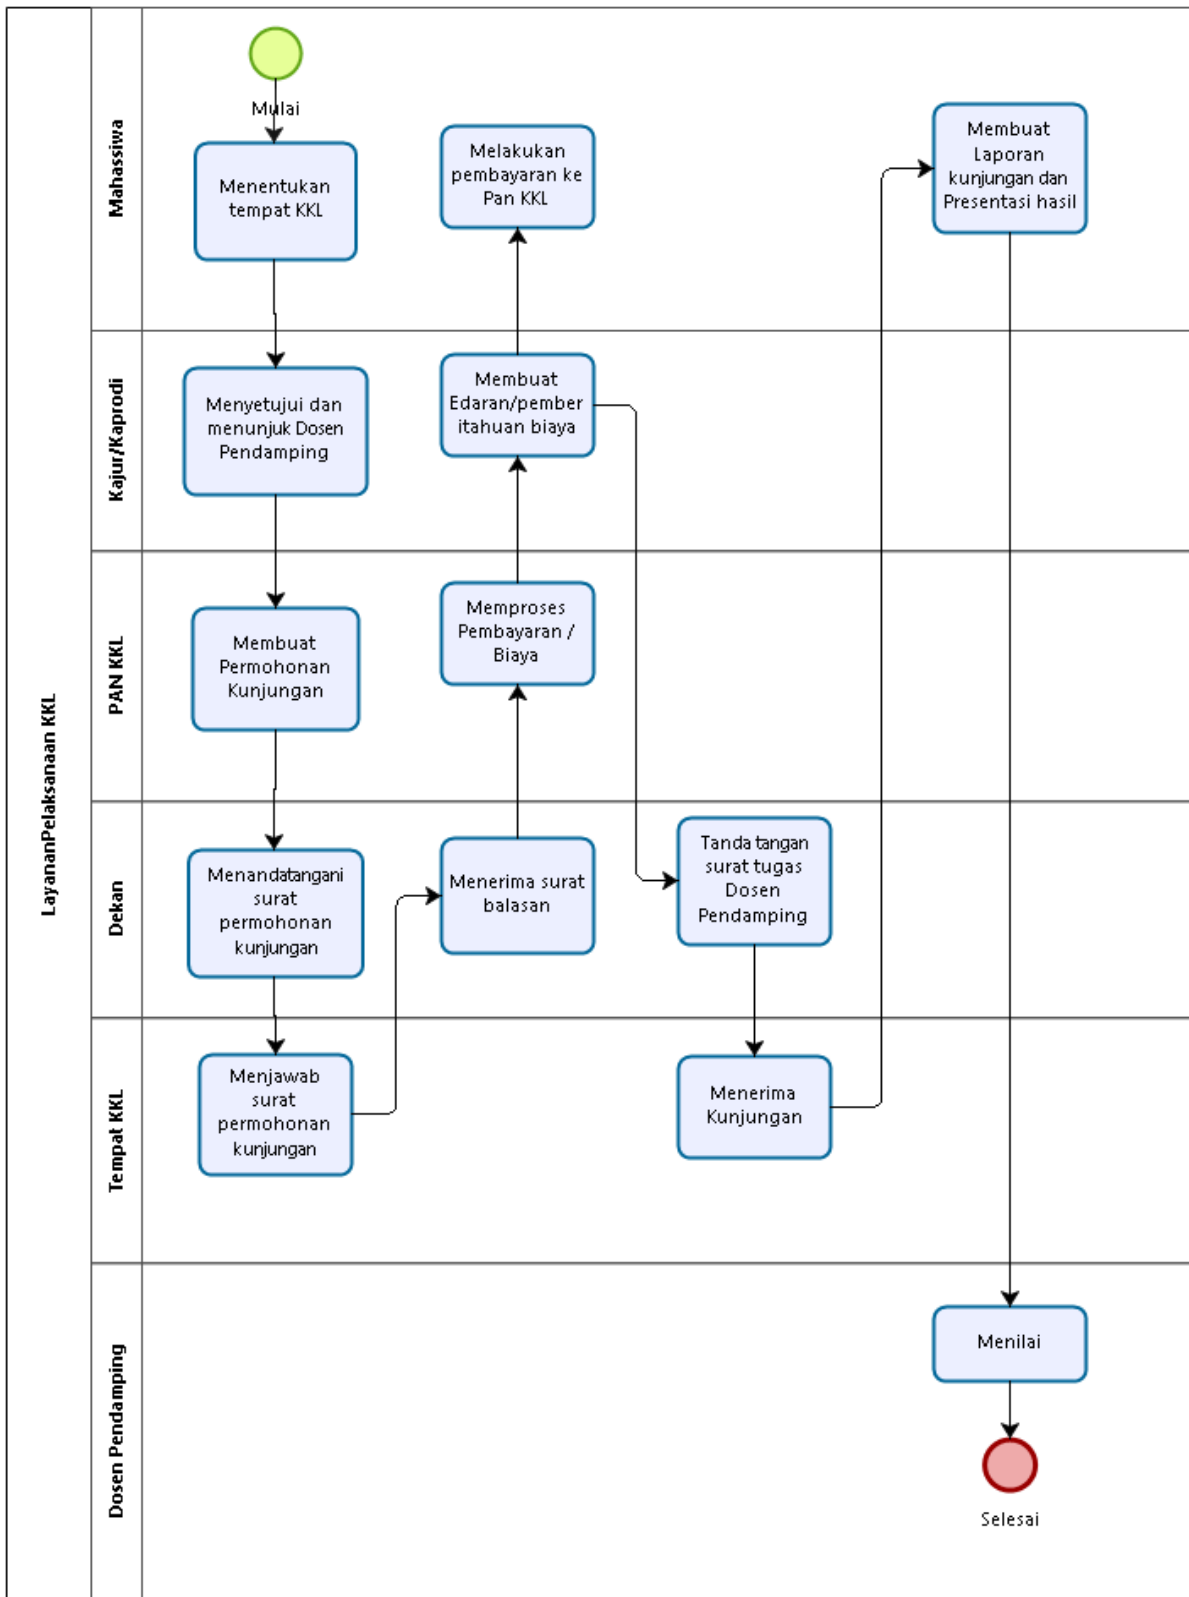 LayananPelaksanaan KKL
Mahassiwa
Mulai
Menentukan
tempat KKL
Melakukan
pembayaran ke
Pan KKL
Membuat
Laporan
kunjungan dan
Presentasi hasil
Kajur/Kaprodi
Menyetujui dan
menunjuk Dosen
Pendamping
Membuat
Edaran/pember
itahuan biaya
PAN KKL
Membuat
Permohonan
Kunjungan
Memproses
Pembayaran /
Biaya
Dekan
Menandatangani
surat
permohonan
kunjungan
Menerima surat
balasan
Tanda tangan
surat tugas
Dosen
Pendamping
Tempat KKL
Menjawab
surat
permohonan
kunjungan
Menerima
Kunjungan
Dosen Pendamping
Menilai
Selesai